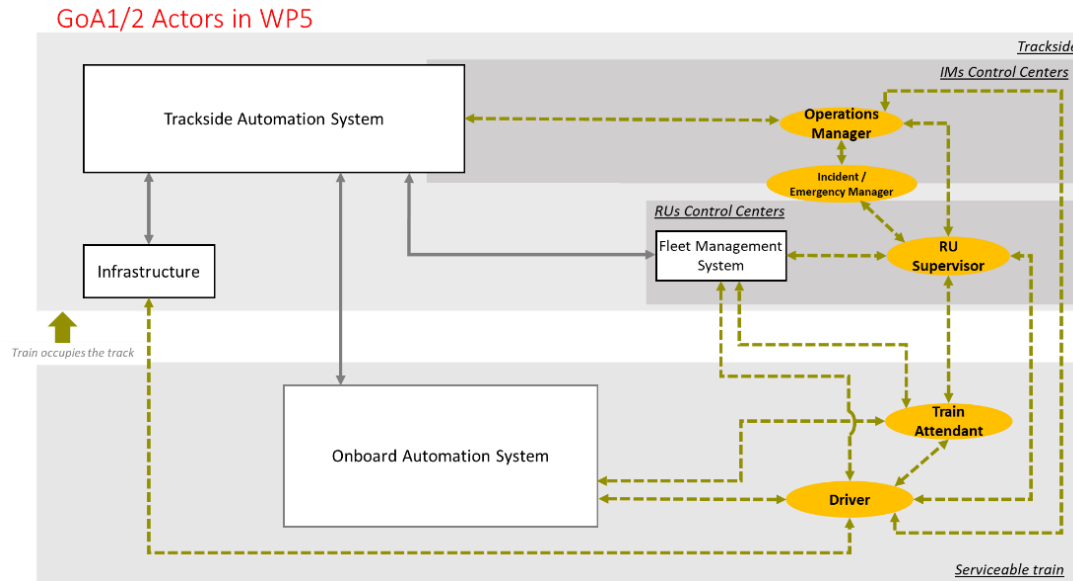 GoA1/2 Actors in WP5
Trackside
IMs Control Centers
Trackside Automation System
Operations
Manager
Incident /
Emergency Manager
RUs Control Centers
Fleet Management
System
RU
Supervisor
Infrastructure
Train occupies the track
Train
Attendant
Onboard Automation System
Driver
Serviceable train